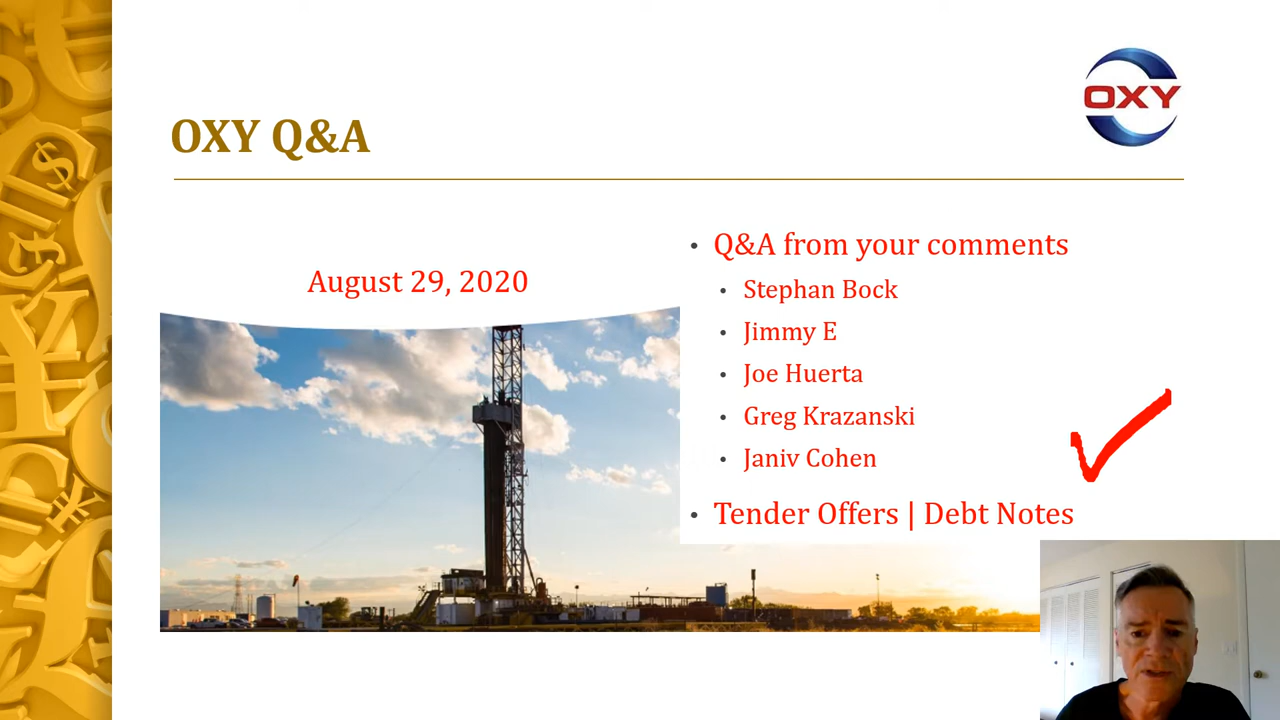 OXY
OXY Q&A
August 29, 2020
Q&A from your comments
Stephan Bock
Jimmy E
Joe Huerta
Greg Krazanski
Janiv Cohen
Tender Offers | Debt Notes